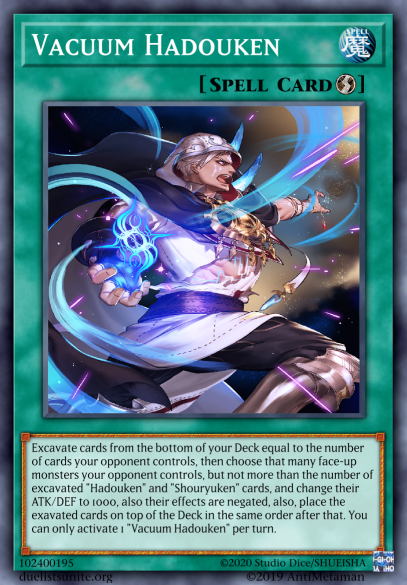 VACUUM HADOUKEN
SPELL
魔
[SPELL CARD]
Excavate cards from the bottom of your Deck equal to the number
of cards your opponent controls, then choose that many face-up
monsters your opponent, but not more than the number of
excavated "Hadouken" and "Shouryuken" cards, and change their
ATK/DEF to 1000, also their effects are negated, also, place the
exavated cards on top of the Deck in the same order after that. You
can only activate 1 "Vacuum Hadouken" per turn.
102400195 ©2020 Studio Dice/SHUEISHA
duelistsunite.org ©2019 AntiMetaman